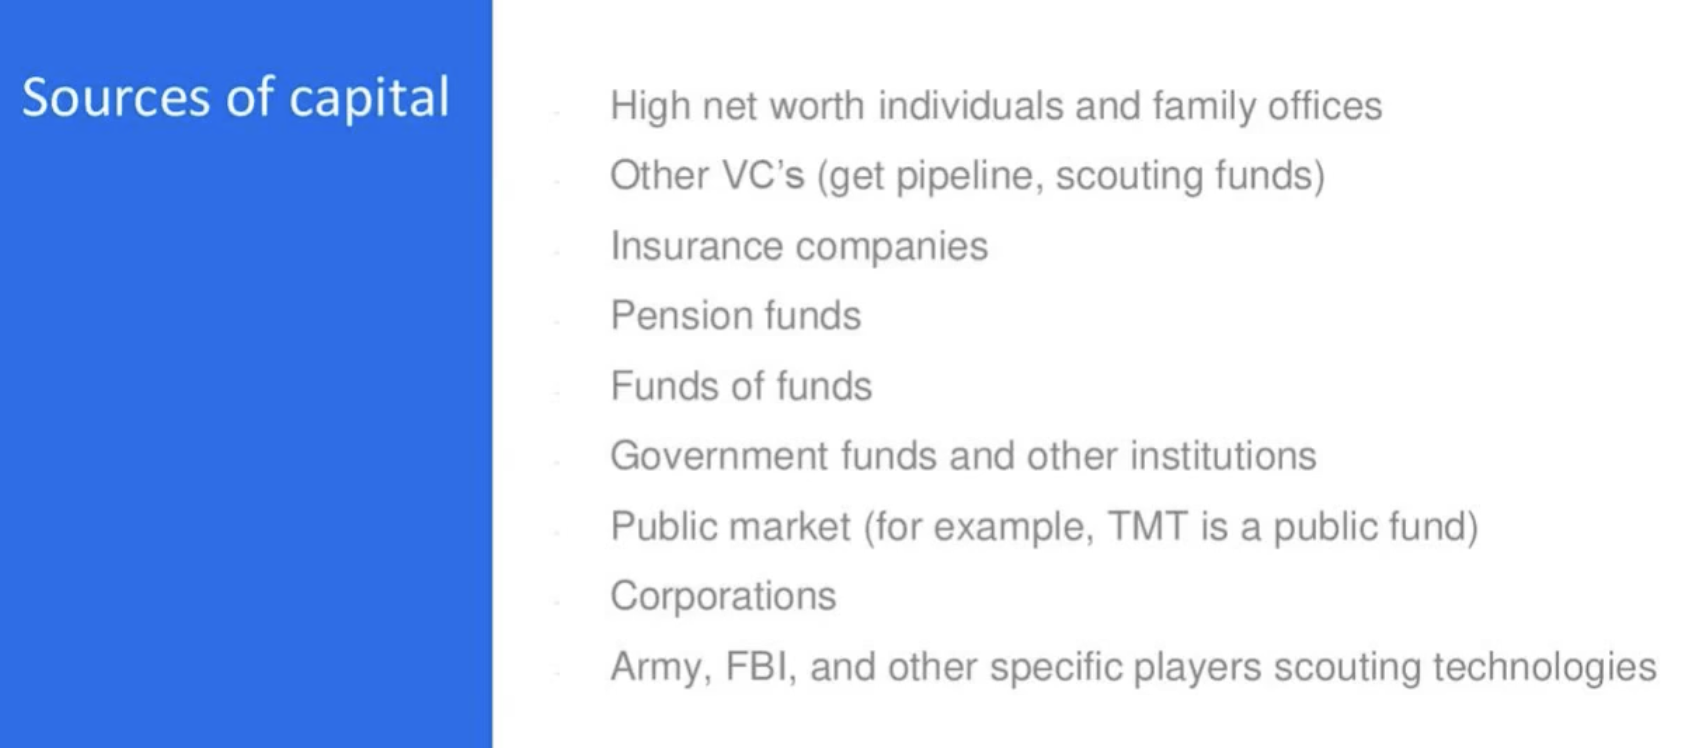 Sources of capital
High net worth individuals and family offices
Other VC’s (get pipeline, scouting funds)
Insurance companies
Pension funds
Funds of funds
Government funds and other institutions
Public market (for example, TMT is a public fund)
Corporations
Army, FBI, and other specific players scouting technologies